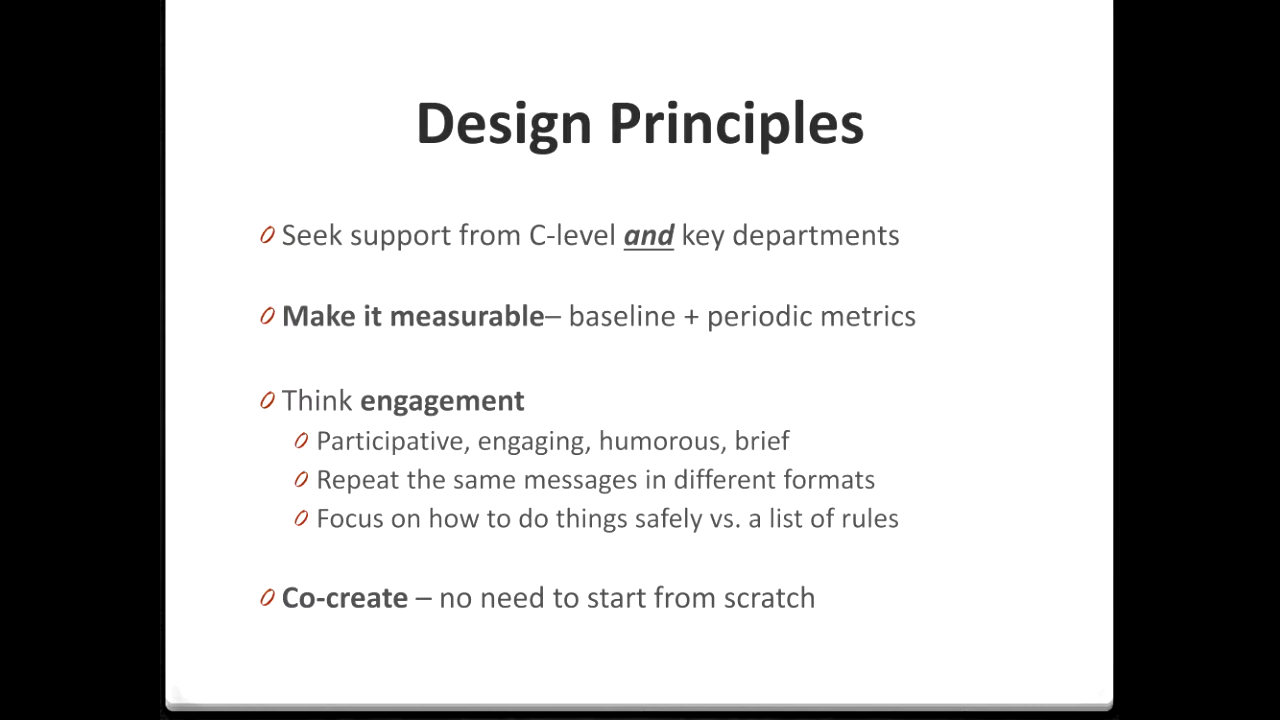 Design Principles
Seek support from C-level and key departments
Make it measurable– baseline + periodic metrics
Think engagement
Participative, engaging, humorous, brief
Repeat the same messages in different formats
Focus on how to do things safely vs. a list of rules
Co-create – no need to start from scratch